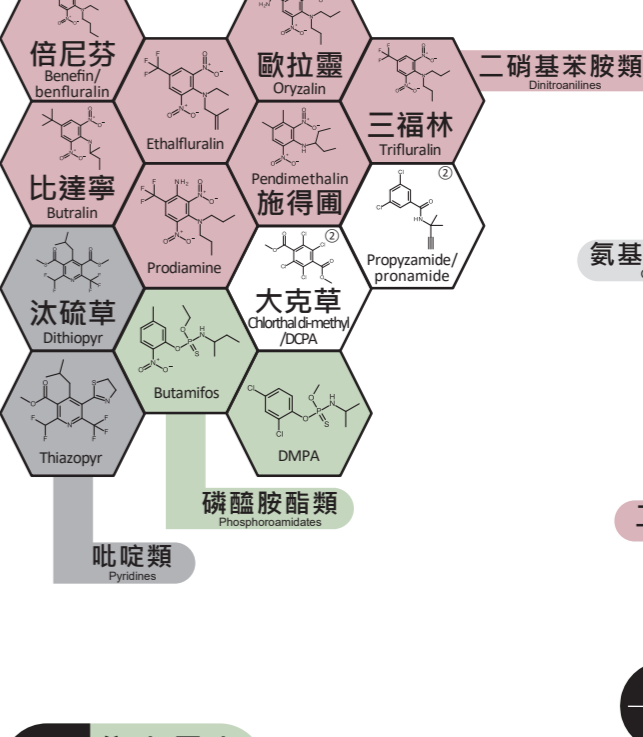 倍尼芬
Benefin/
benfluralin
歐拉靈
Oryzalin
二硝基苯胺類
Dinitroanilines
Ethalfluralin
三福林
Trifluralin
比達寧
Butralin
Pendimethalin
施得圃
②
Prodiamine
Propyzamide/
pronamide
氨基
汰硫草
Dithiopyr
②
大克草
Chlorthal di-methyl
/DCPA
Butamifos
Thiazopyr
DMPA
磷醯胺酯類
Phosphoroamidates
吡啶類
Pyridines